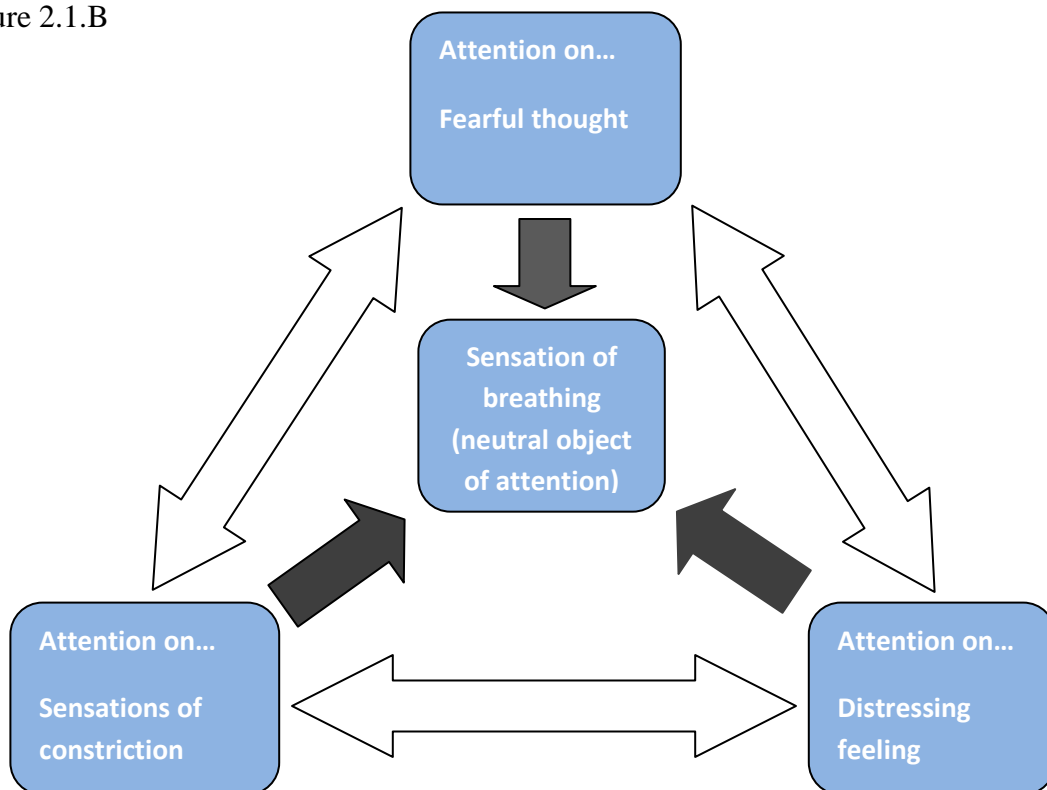 ure 2.1.B
Attention on…
Fearful thought
Sensation of
breathing
(neutral object
of attention)
Attention on…
Sensations of
constriction
Attention on…
Distressing
feeling